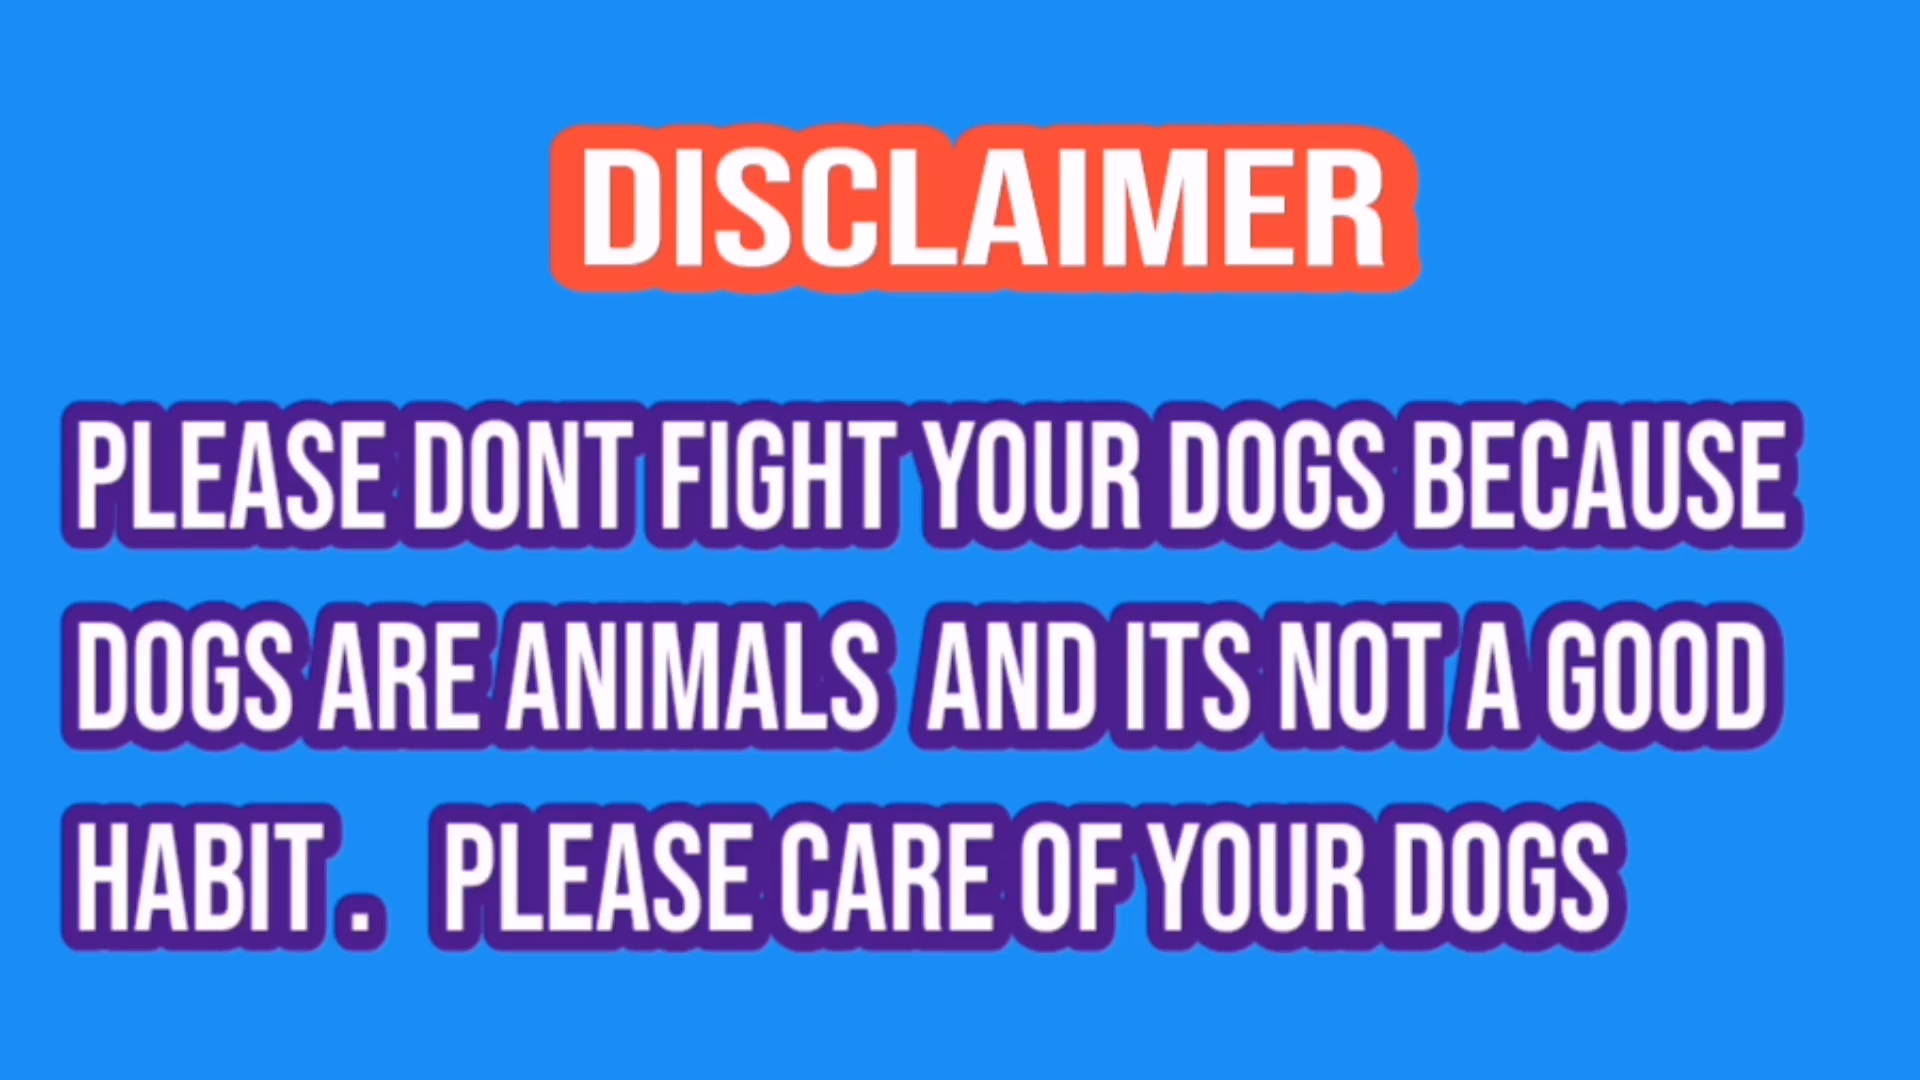 DISCLAIMER
PLEASE DONT FIGHT YOUR DOGS BECAUSE
DOGS ARE ANIMALS AND ITS NOT A GOOD
HABIT. PLEASE CARE OF YOUR DOGS